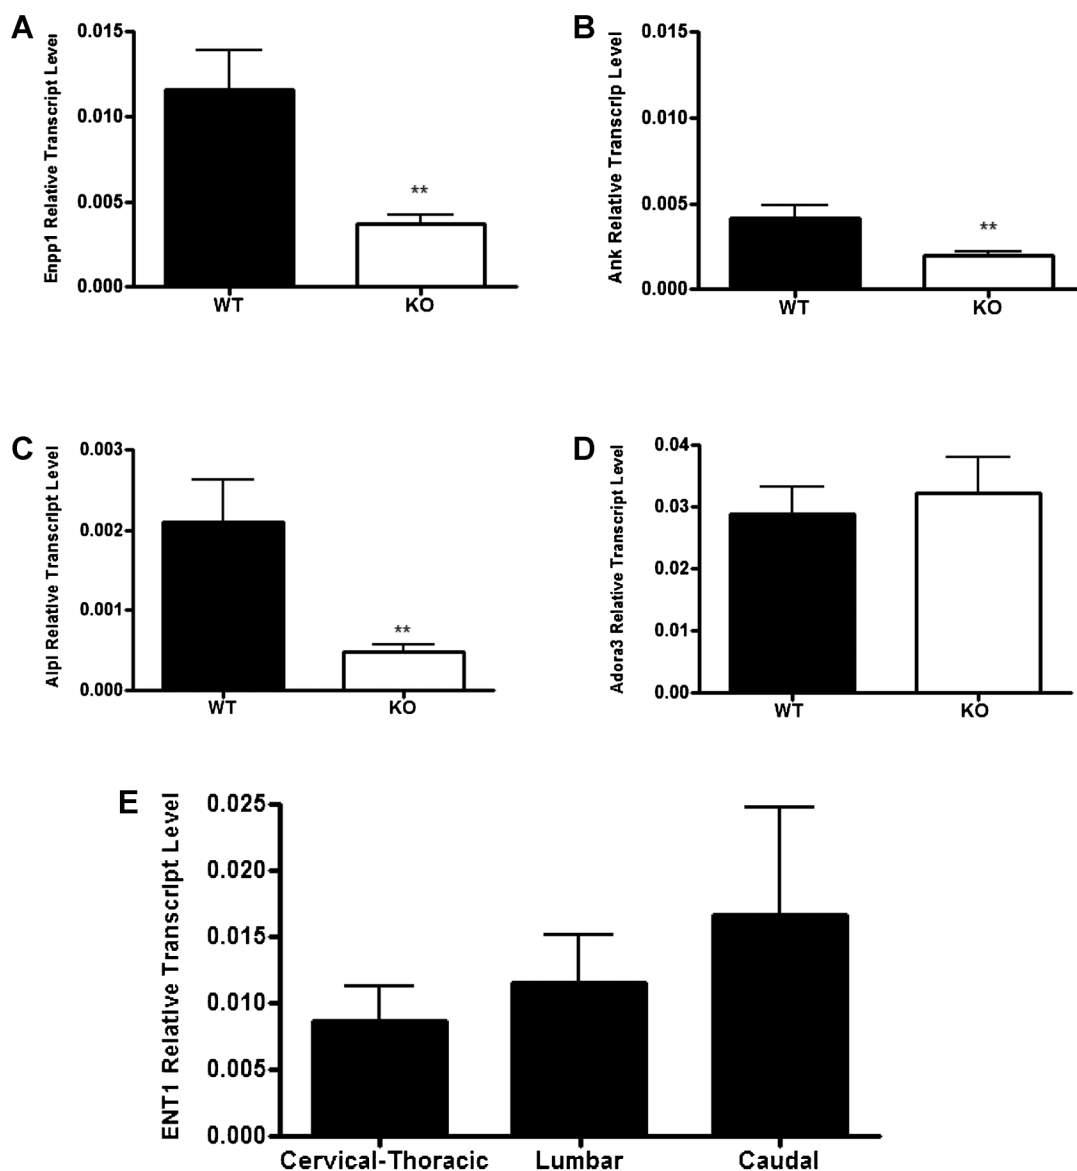 A
Enpp1 Relative Transcript Level
0.015
0.010
0.005
0.000
**
WT
KO
B
Ank Relative Transcrip Level
0.015
0.010
0.005
0.000
**
WT
KO
C
Alpl Relative Transcript Level
0.003
0.002
0.001
0.000
**
WT
KO
D
Adora3 Relative Transcript Level
0.04
0.03
0.02
0.01
0.00
WT
KO
E
ENT1 Relative Transcript Level
0.025
0.020
0.015
0.010
0.005
0.000
Cervical-Thoracic
Lumbar
Caudal